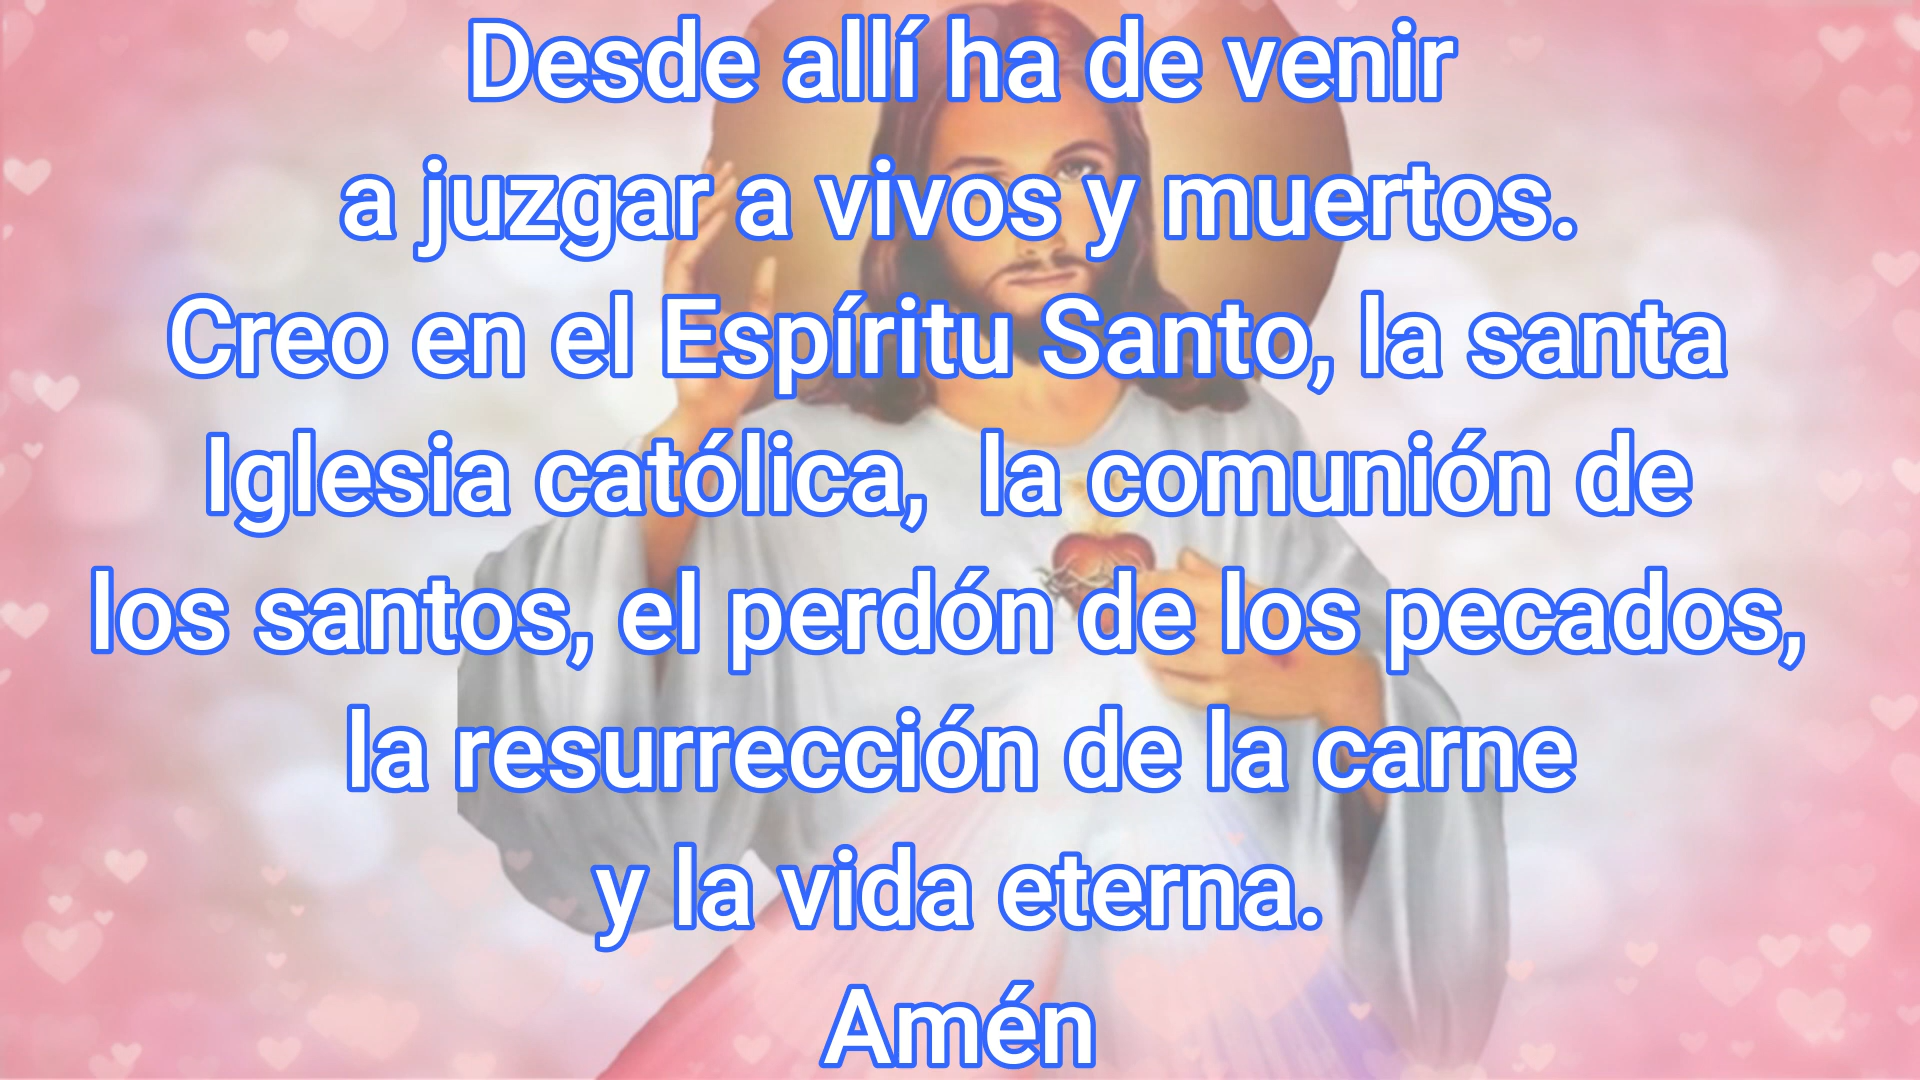 Desde allí ha de venir
a juzgar a vivos y muertos.
Creo en el Espíritu Santo, la santa
Iglesia católica,  la comunión de
los santos, el perdón de los pecados,
la resurrección de la carne
y la vida eterna.
Amén